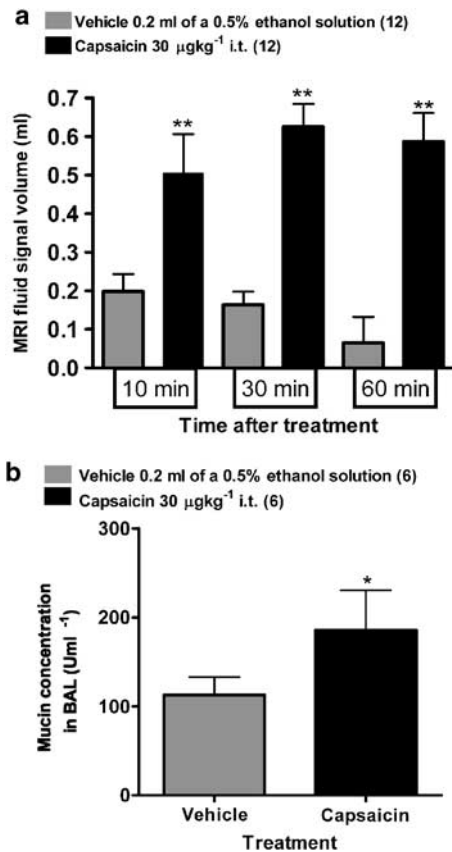 a
Vehicle 0.2 ml of a 0.5% ethanol solution (12)
Capsaicin 30 µgkg⁻¹ i.t. (12)
MRI fluid signal volume (ml)
0.7
0.6
0.5
0.4
0.3
0.2
0.1
0.0
** ** **
10 min 30 min 60 min
Time after treatment
b
Vehicle 0.2 ml of a 0.5% ethanol solution (6)
Capsaicin 30 µgkg⁻¹ i.t. (6)
Mucin concentration
in BAL (Uml⁻¹)
300
200
100
0
*
Vehicle Capsaicin
Treatment